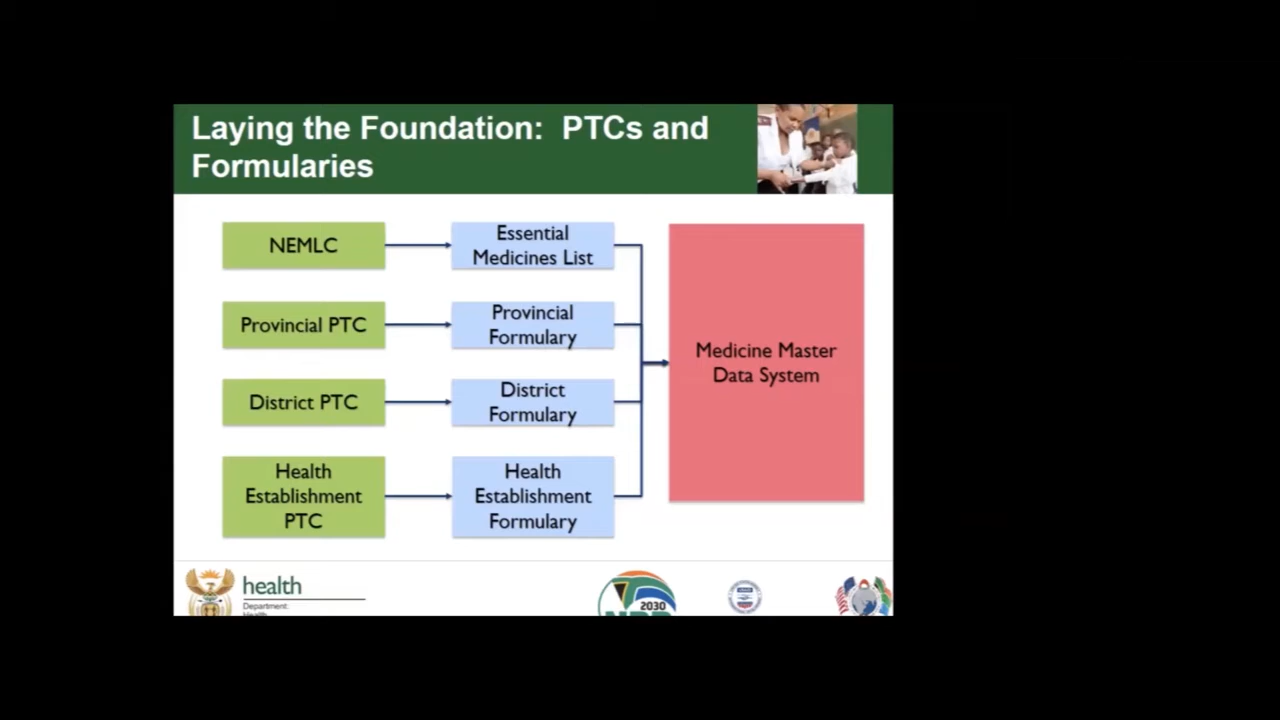 Laying the Foundation:  PTCs and
Formularies
NEMLC
Essential
Medicines List
Provincial PTC
Provincial
Formulary
District PTC
District
Formulary
Health
Establishment
PTC
Health
Establishment
Formulary
Medicine Master
Data System
health
Department:
2030